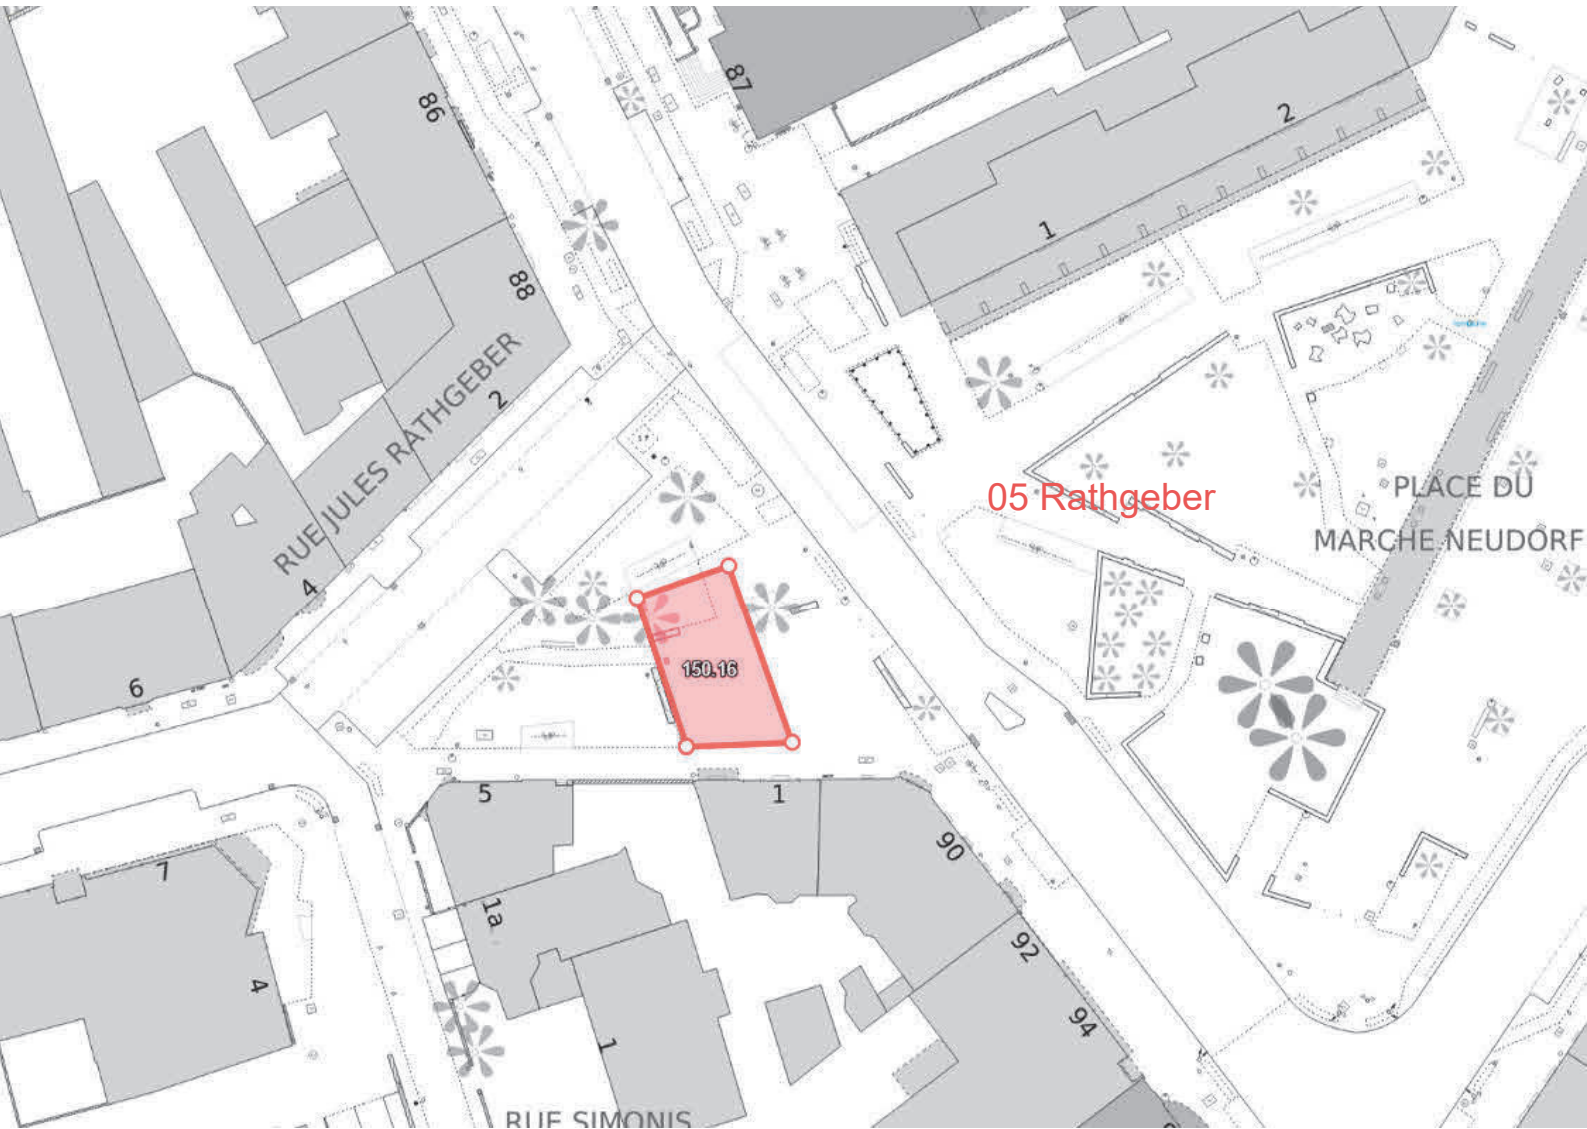 87
86
2
1
88
RUE JULES RATHGEBER
2
05 Rathgeber
PLACE DU
MARCHE NEUDORF
4
150.16
6
5
1
90
7
1a
92
4
94
1
RUE SIMONIS